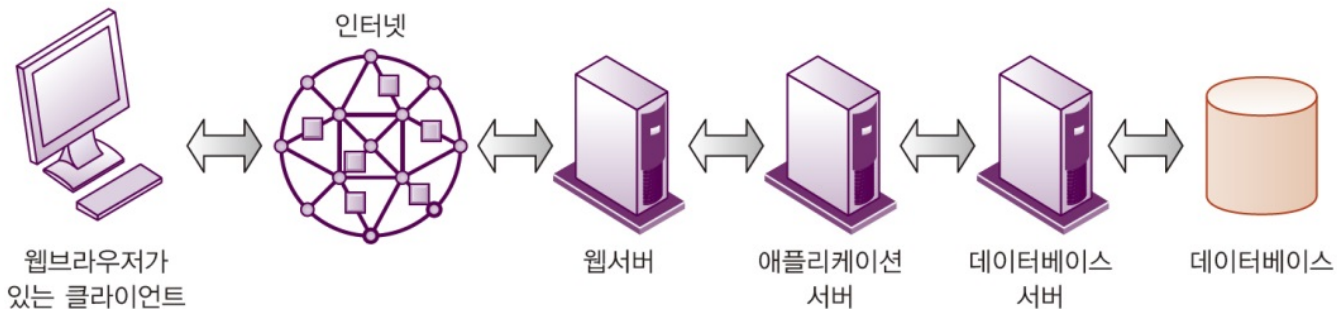 인터넷
웹브라우저가
있는 클라이언트
웹서버
애플리케이션
서버
데이터베이스
서버
데이터베이스